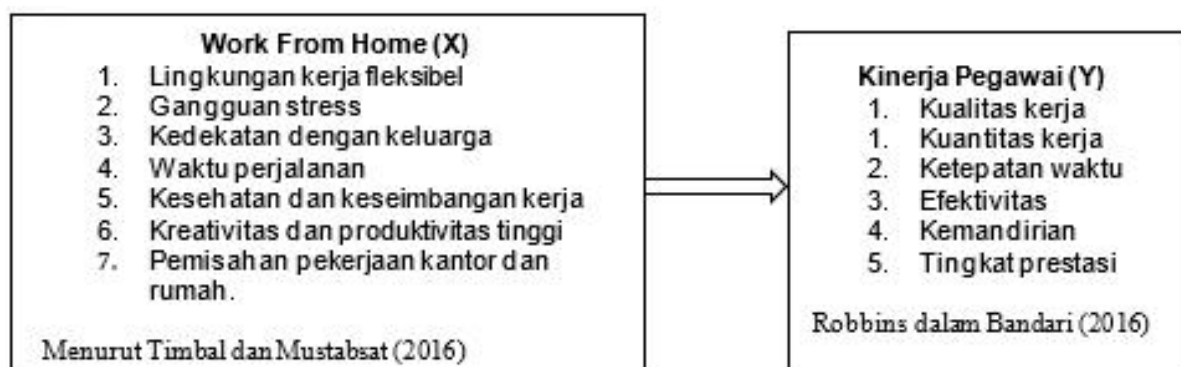 Work From Home (X)
1. Lingkungan kerja fleksibel
2. Gangguan stress
3. Kedekatan dengan keluarga
4. Waktu perjalanan
5. Kesehatan dan keseimbangan kerja
6. Kreativitas dan produktivitas tinggi
7. Pemisahan pekerjaan kantor dan
rumah.
Menurut Timbal dan Mustabsat (2016)
Kinerja Pegawai (Y)
1. Kualitas kerja
1. Kuantitas kerja
2. Ketepatan waktu
3. Efektivitas
4. Kemandirian
5. Tingkat prestasi
Robbins dalam Bandari (2016)